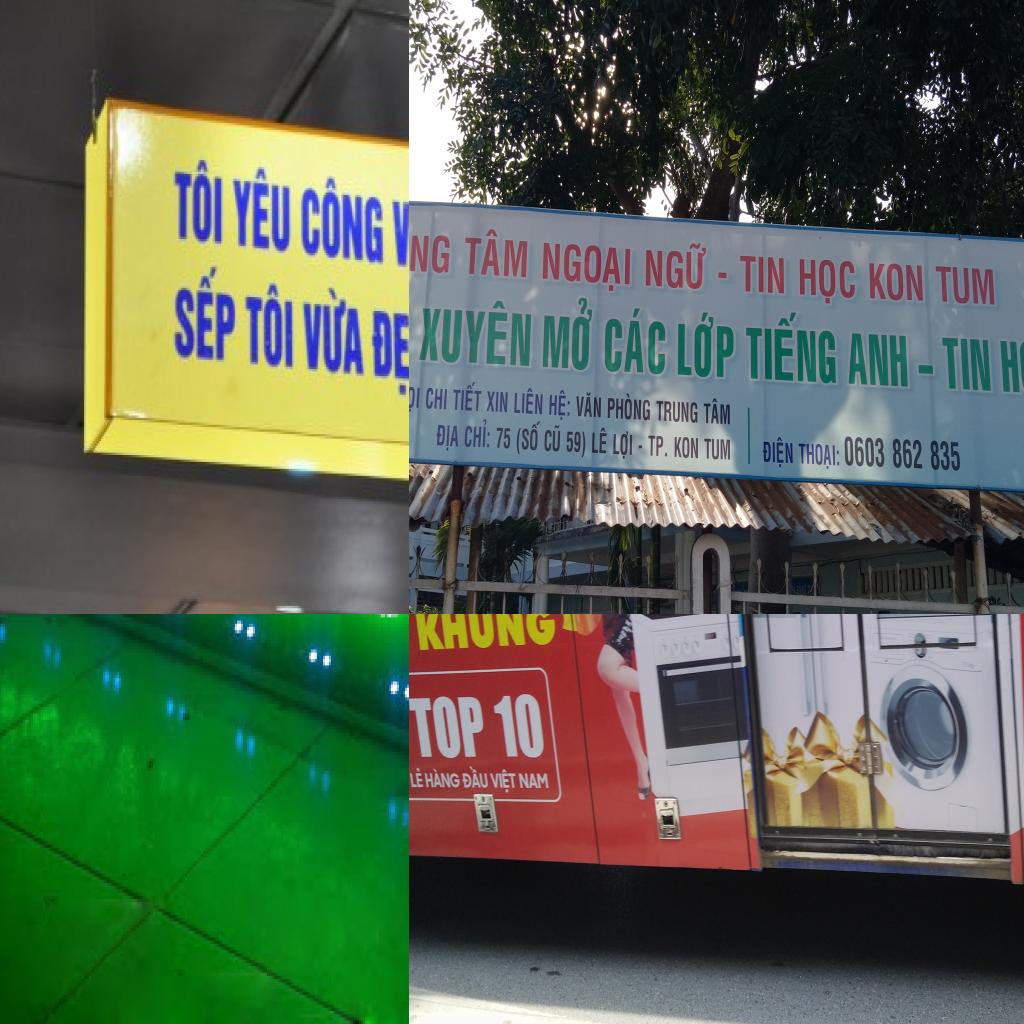 TÔI YÊU CÔNG
SẾP TÔI VỪA
TÂM NGOẠI NGỮ - TIN HỌC KON TUM
XUYÊN MỞ CÁC LỚP TIẾNG ANH - TIN
CHI TIẾT XIN LIÊN HỆ: VĂN PHÒNG TRUNG TÂM
ĐỊA CHỈ: 75 (SỐ CŨ 59) LÊ LỢI - TP. KON TUM
ĐIỆN THOẠI: 0603 862 835
KHỦNG
TOP 10
LẺ HÀNG ĐẦU VIỆT NAM